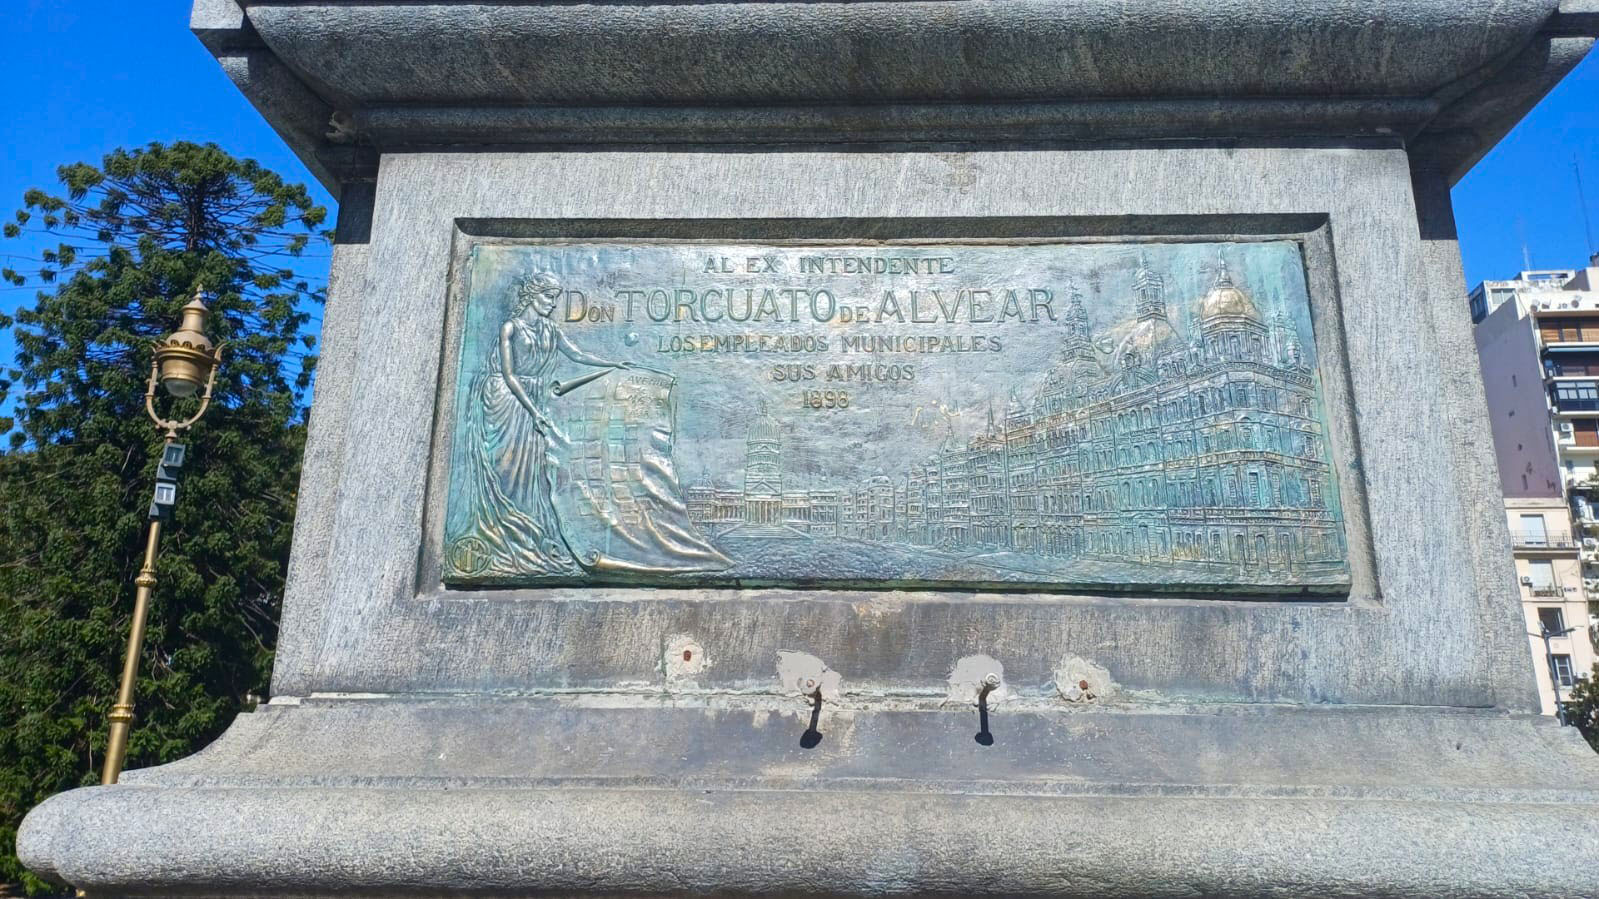 AL EX INTENDENTE
DON TORCUATO DE ALVEAR
LOS EMPLEADOS MUNICIPALES
SUS AMIGOS
1898